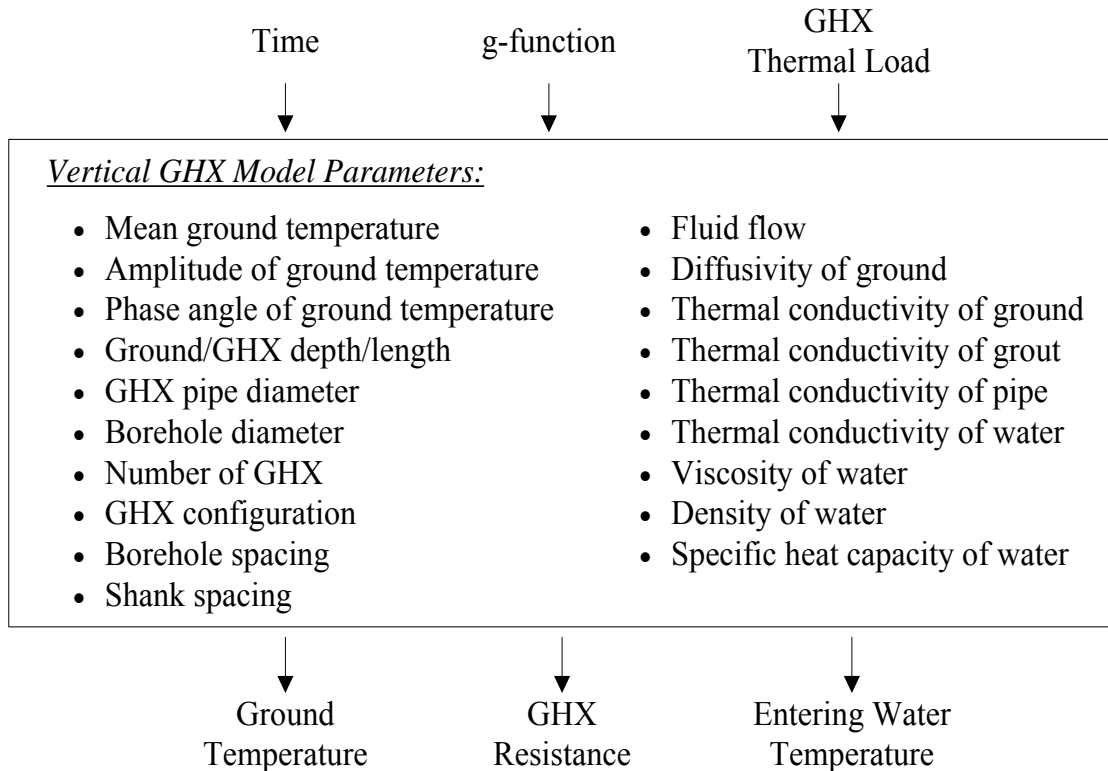 Time
g-function
GHX
Thermal Load
Vertical GHX Model Parameters:
• Mean ground temperature
• Amplitude of ground temperature
• Phase angle of ground temperature
• Ground/GHX depth/length
• GHX pipe diameter
• Borehole diameter
• Number of GHX
• GHX configuration
• Borehole spacing
• Shank spacing
• Fluid flow
• Diffusivity of ground
• Thermal conductivity of ground
• Thermal conductivity of grout
• Thermal conductivity of pipe
• Thermal conductivity of water
• Viscosity of water
• Density of water
• Specific heat capacity of water
Ground
Temperature
GHX
Resistance
Entering Water
Temperature